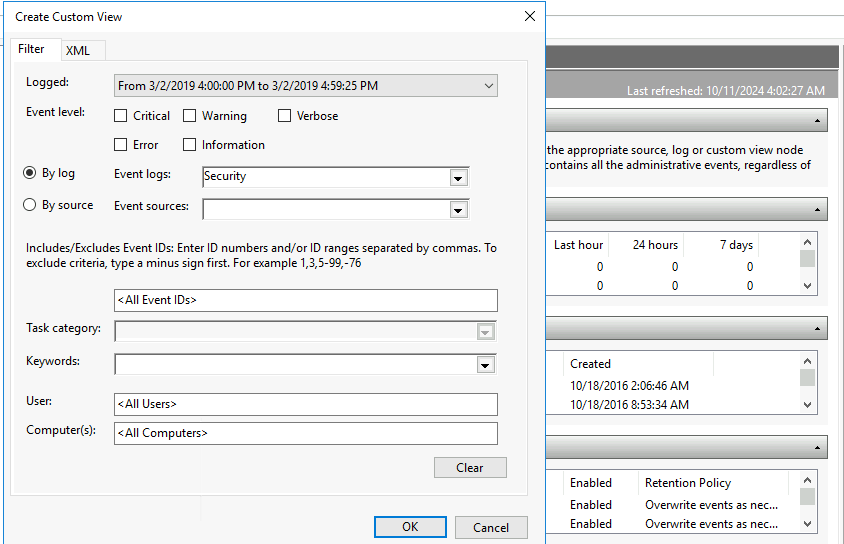 Create Custom View
Filter
XML
Logged:
From 3/2/2019 4:00:00 PM to 3/2/2019 4:59:25 PM
Event level:
Critical
Warning
Verbose
Error
Information
By log
Event logs:
Security
By source
Event sources:
Includes/Excludes Event IDs: Enter ID numbers and/or ID ranges separated by commas. To
exclude criteria, type a minus sign first. For example 1,3,5-99,-76
<All Event IDs>
Task category:
Keywords:
User:
<All Users>
Computer(s):
<All Computers>
Clear
OK
Cancel
Last refreshed: 10/11/2024 4:02:27 AM
the appropriate source, log or custom view node
contains all the administrative events, regardless of
Last hour 24 hours 7 days
0 0 0
0 0 0
Created
10/18/2016 2:06:46 AM
10/18/2016 8:53:34 AM
Enabled Retention Policy
Enabled Overwrite events as nec...
Enabled Overwrite events as nec...